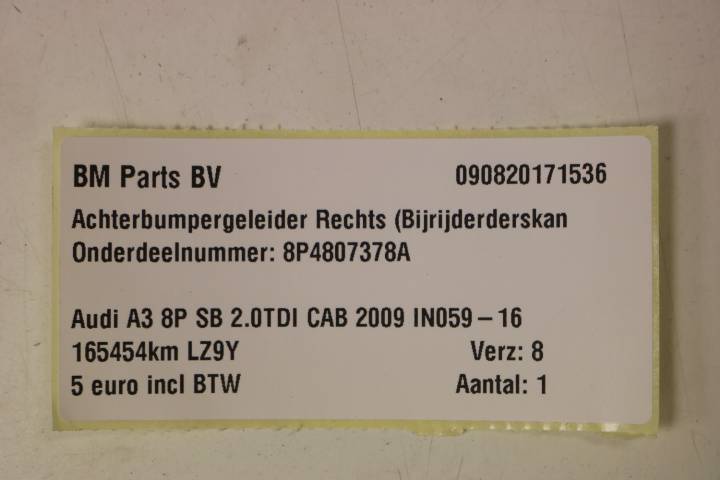 BM Parts BV 090820171536
Achterbumpergeleider Rechts (Bijrijderderskan
Onderdeelnummer: 8P4807378A
Audi A3 8P SB 2.0TDI CAB 2009 IN059-16
165454km LZ9Y Verz: 8
5 euro incl BTW Aantal: 1